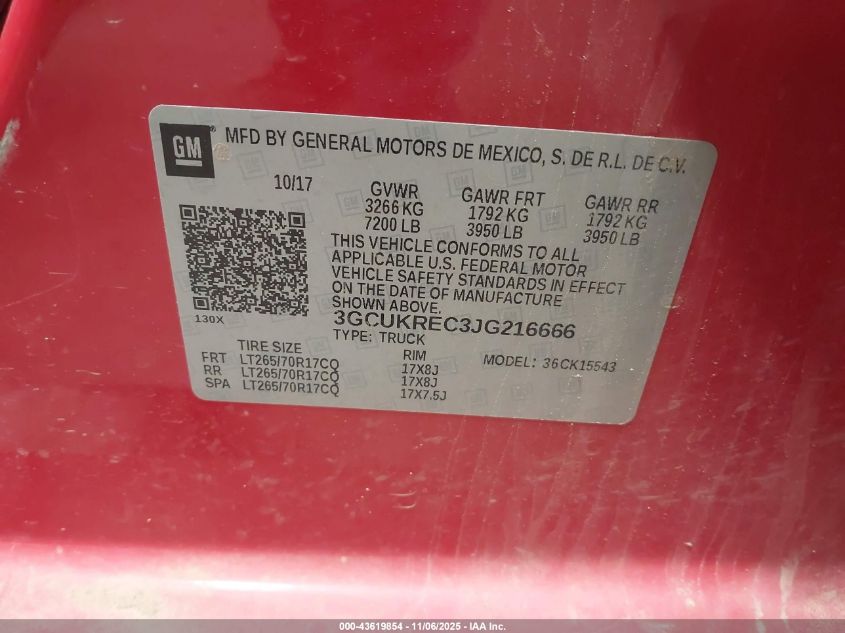 GM
MFD BY GENERAL MOTORS DE MEXICO, S. DE R.L. DE C.V.
10/17 GVWR GAWR FRT GAWR RR
3266 KG 1792 KG 1792 KG
7200 LB 3950 LB 3950 LB
THIS VEHICLE CONFORMS TO ALL
APPLICABLE U.S. FEDERAL MOTOR
VEHICLE SAFETY STANDARDS IN EFFECT
ON THE DATE OF MANUFACTURE
SHOWN ABOVE.
130X
3GCUKREC3JG216666
TYPE: TRUCK
TIRE SIZE RIM MODEL: 36CK15543
FRT LT265/70R17CQ 17X8J
RR LT265/70R17CQ 17X8J
SPA LT265/70R17CQ 17X7.5J
000-43619854 - 11/06/2025 - IAA Inc.